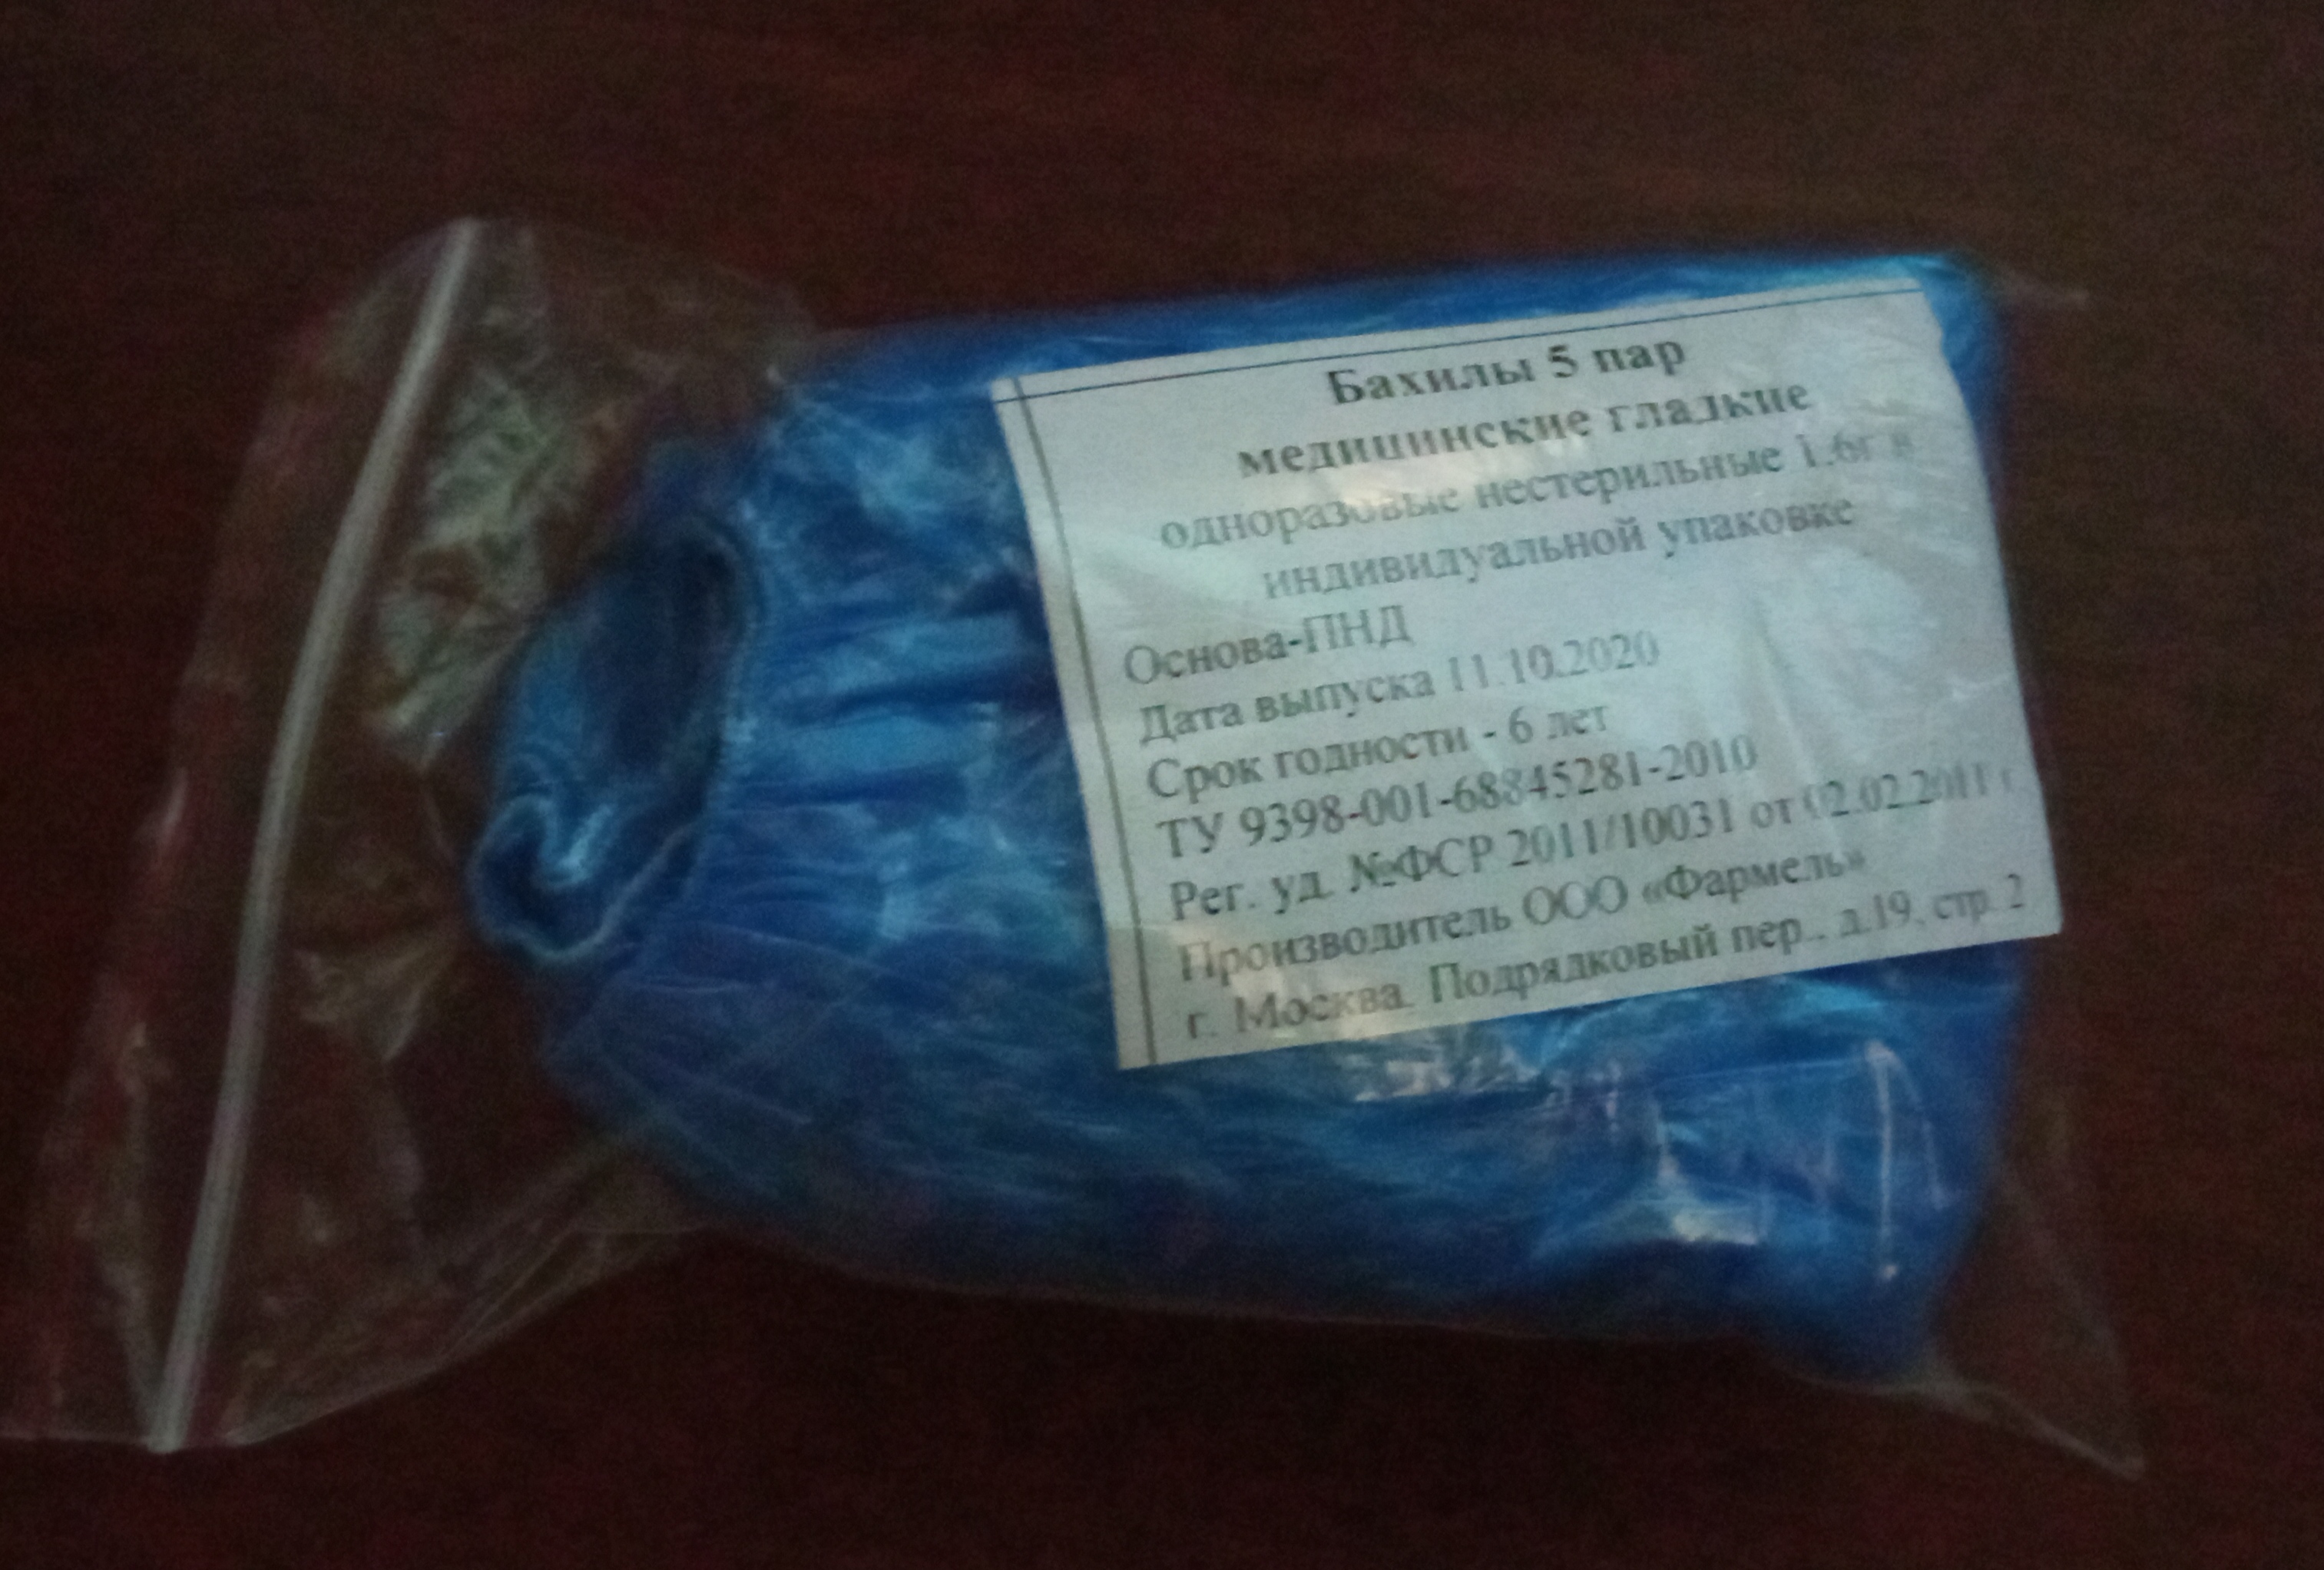 Бахилы 5 пар
медицинские гладкие
одноразовые нестерильные 1.6г в
индивидуальной упаковке
Основа-ПНД
Дата выпуска 11.10.2020
Срок годности - 6 лет
ТУ 9398-001-68845281-2010
Рег. уд. №ФСР 2011/10031 от 02.02.2011 г.
Производитель ООО «Фармель»
г. Москва. Подрядковый пер., д.19, стр. 2